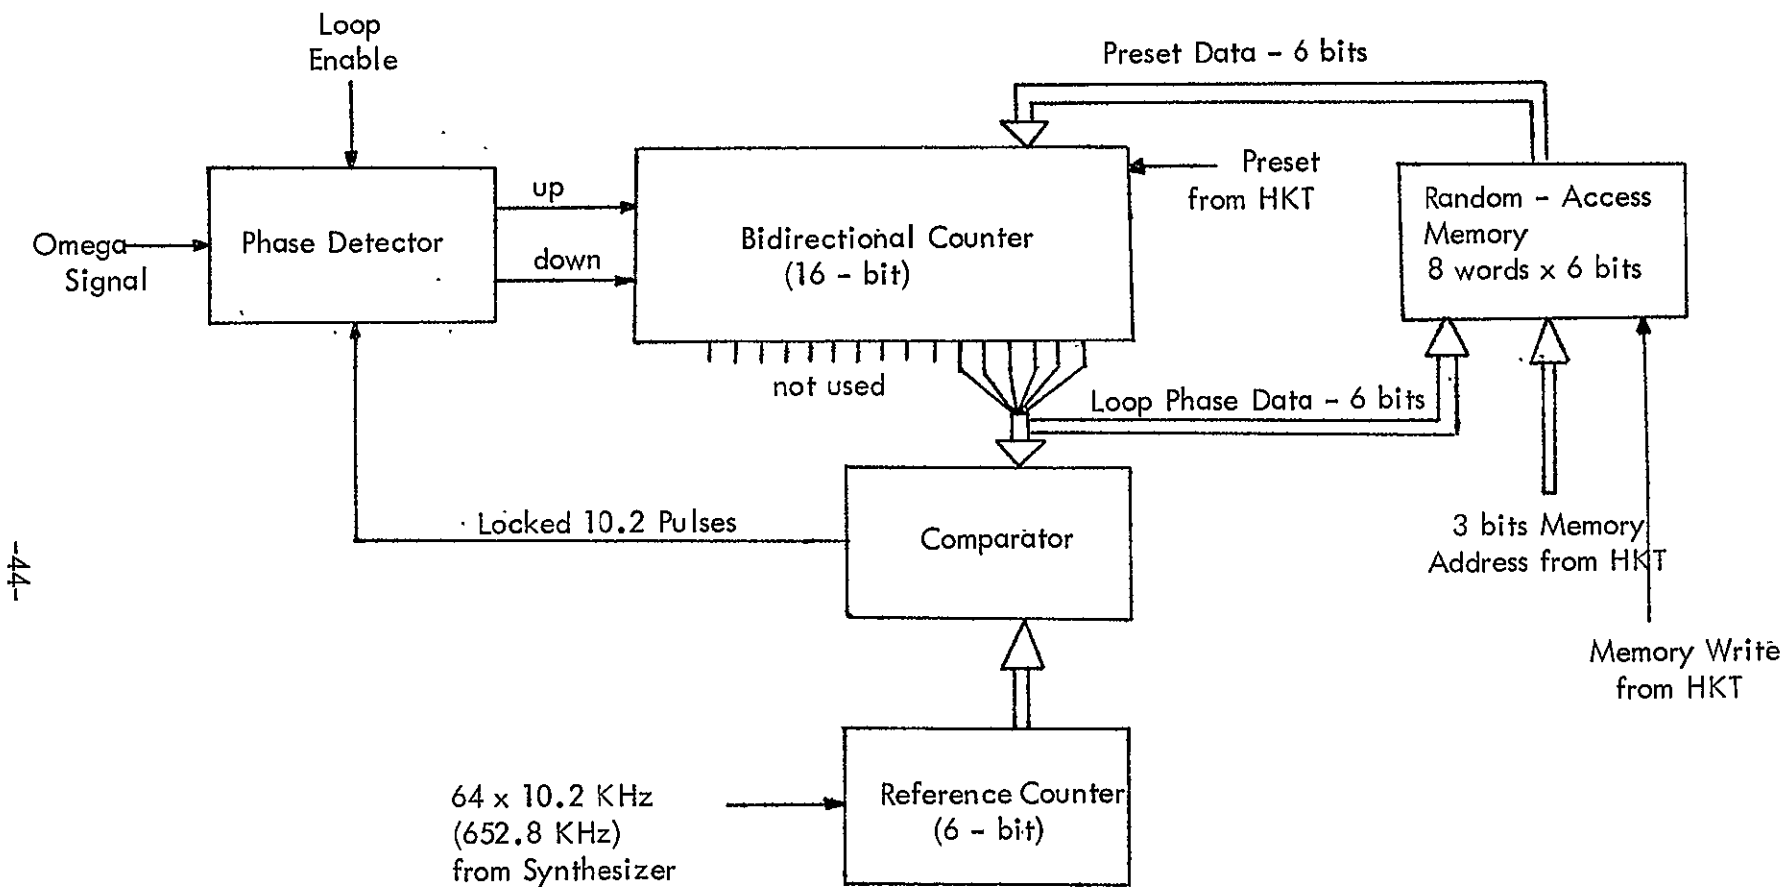 Loop
Enable
Preset Data - 6 bits
up
Preset
from HKT
Random - Access
Memory
8 words x 6 bits
Omega
Signal
Phase Detector
Bidirectional Counter
(16 - bit)
down
not used
Loop Phase Data - 6 bits
Locked 10.2 Pulses
Comparator
3 bits Memory
Address from HKT
-44-
Memory Write
from HKT
64 x 10.2 KHz
(652.8 KHz)
from Synthesizer
Reference Counter
(6 - bit)